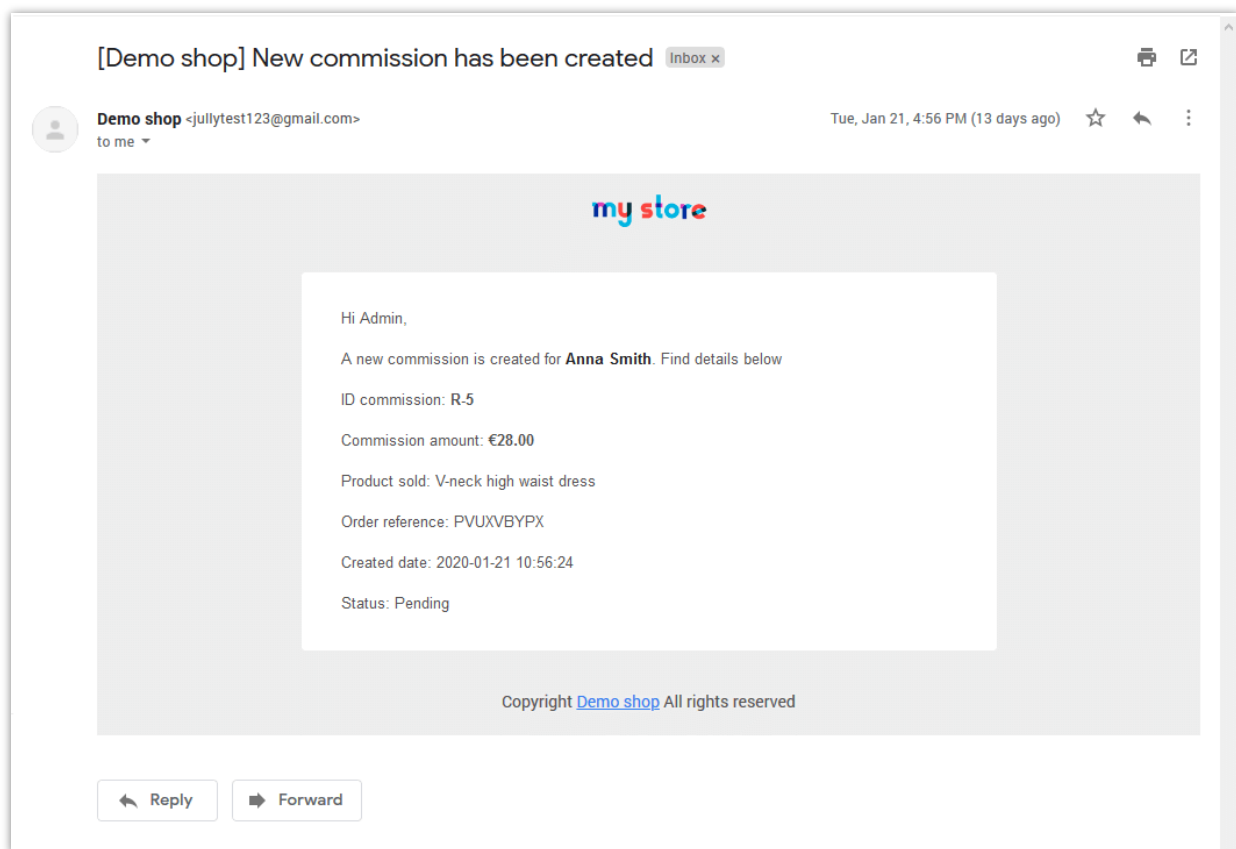 [Demo shop] New commission has been created Inbox x
Demo shop <jullytest123@gmail.com>
Tue, Jan 21, 4:56 PM (13 days ago)
to me
my store
Hi Admin,
A new commission is created for Anna Smith. Find details below
ID commission: R-5
Commission amount: €28.00
Product sold: V-neck high waist dress
Order reference: PVUXVBYPX
Created date: 2020-01-21 10:56:24
Status: Pending
Copyright Demo shop All rights reserved
Reply
Forward